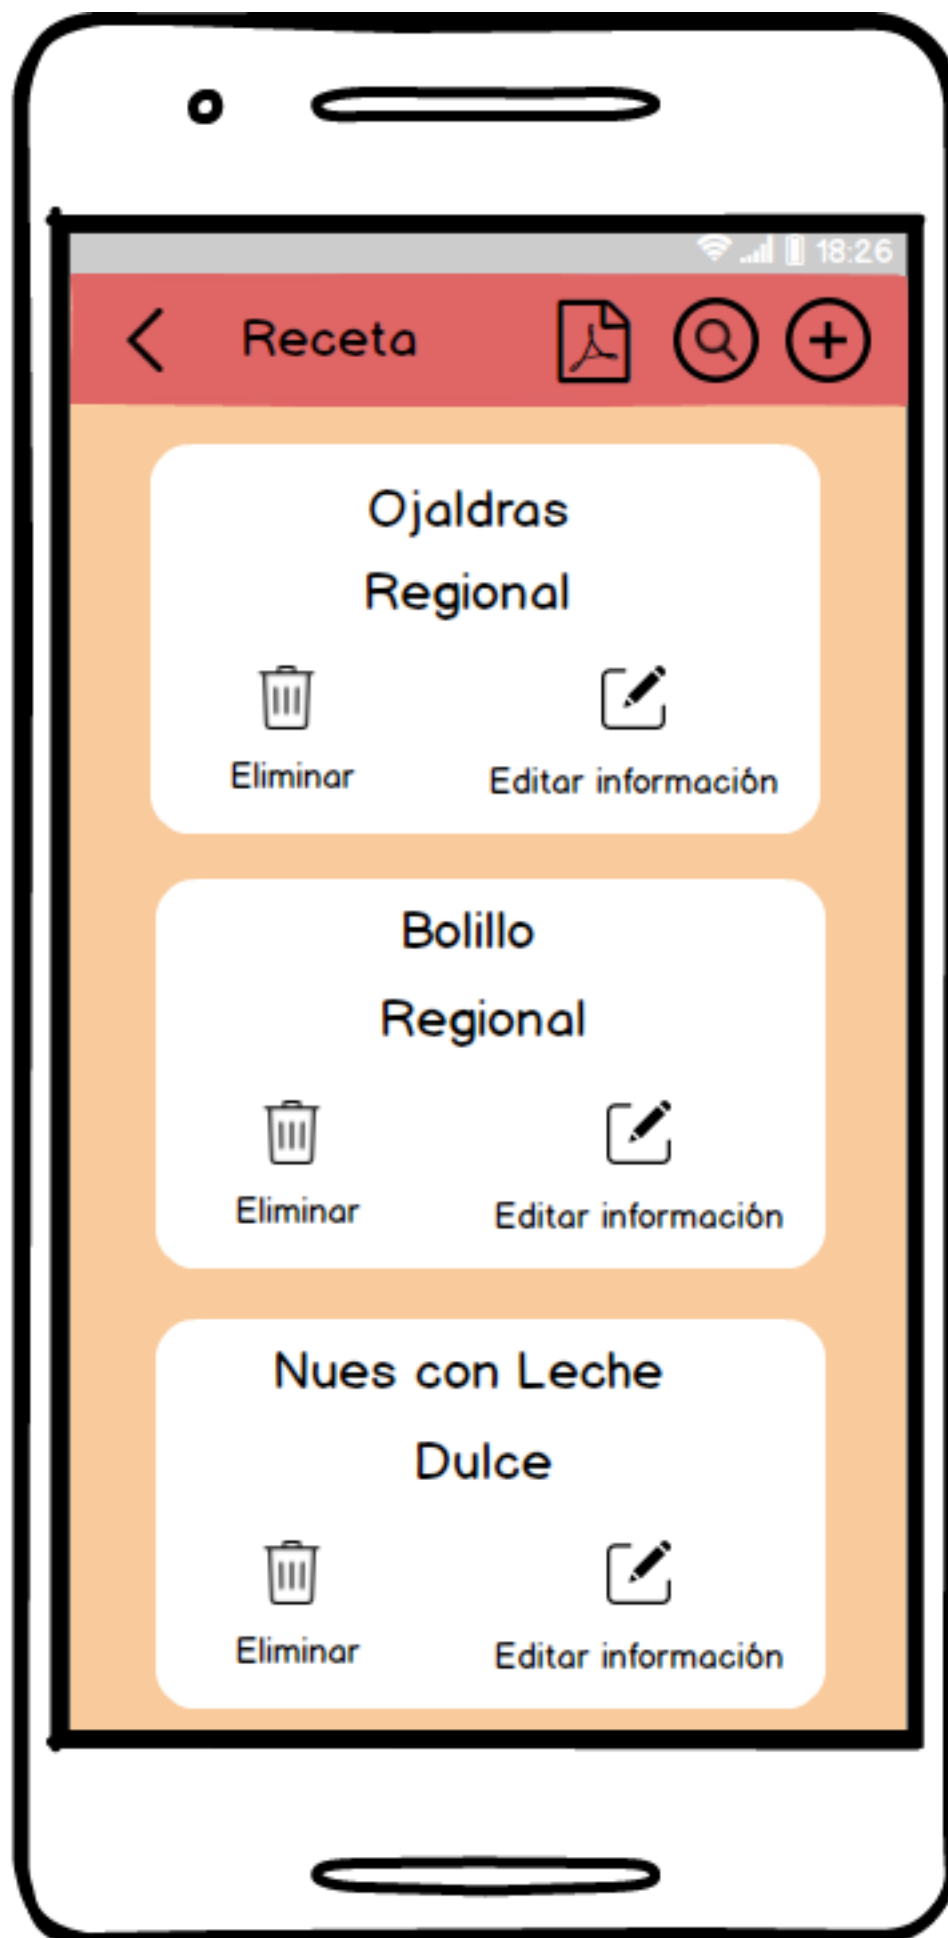 18:26
Receta
Ojaldras
Regional
Eliminar
Editar información
Bolillo
Regional
Eliminar
Editar información
Nues con Leche
Dulce
Eliminar
Editar información